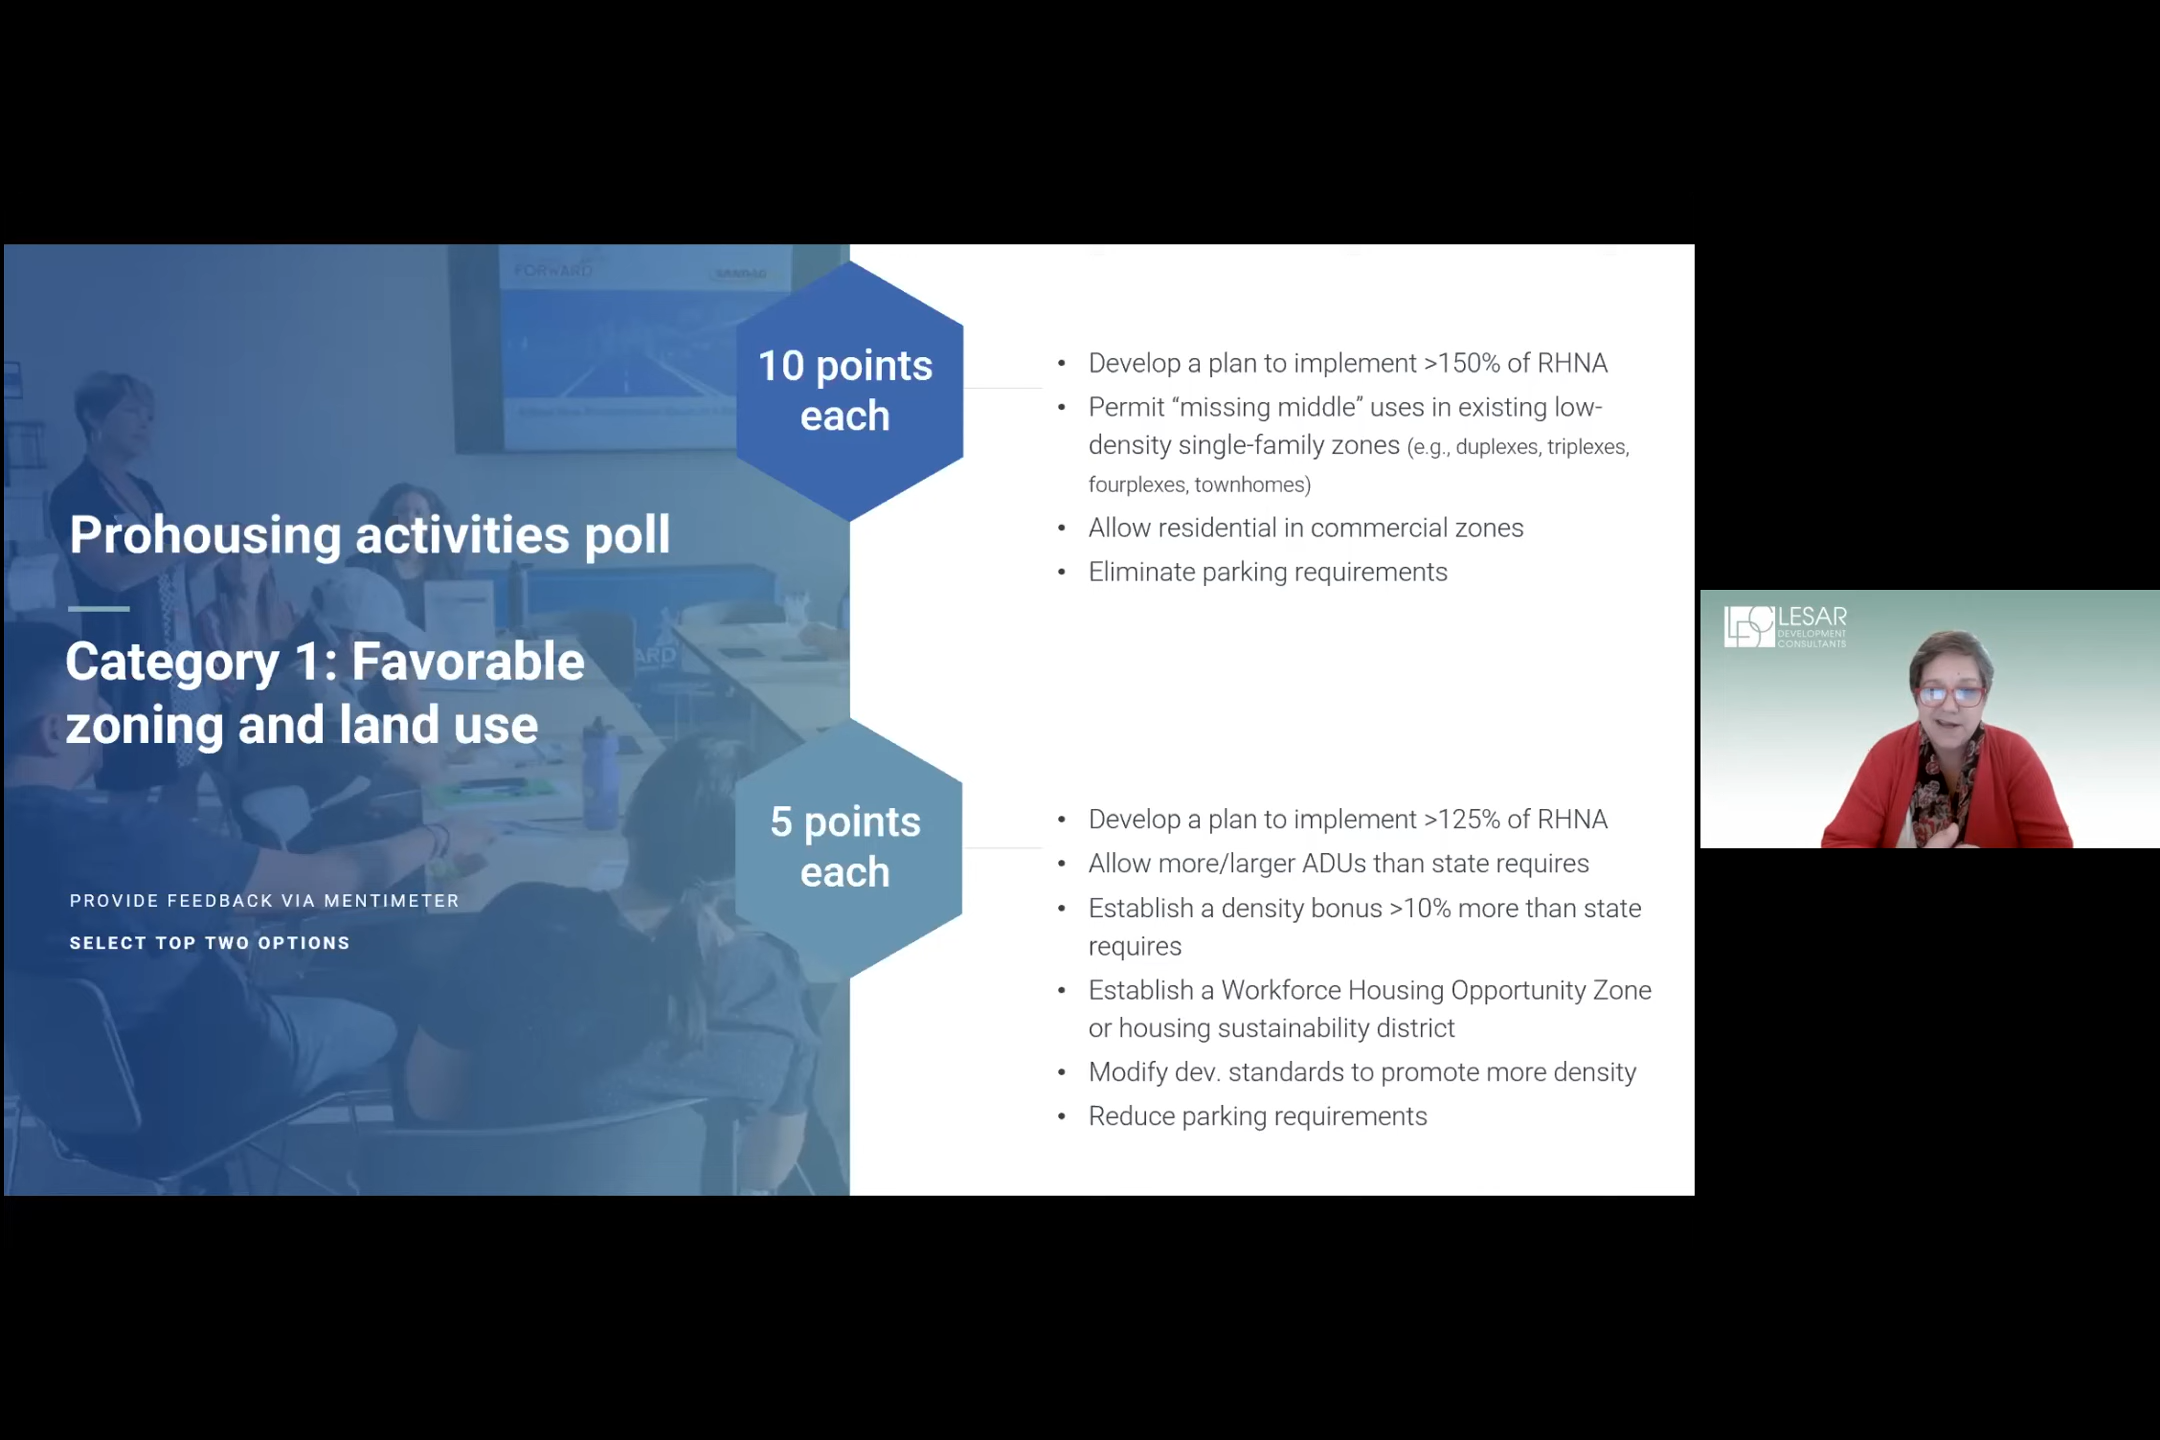 FORWARD
SANDAG
Prohousing activities poll
Category 1: Favorable
zoning and land use
PROVIDE FEEDBACK VIA MENTIMETER
SELECT TOP TWO OPTIONS
10 points
each
• Develop a plan to implement >150% of RHNA
• Permit “missing middle” uses in existing low-
density single-family zones (e.g., duplexes, triplexes,
fourplexes, townhomes)
• Allow residential in commercial zones
• Eliminate parking requirements
5 points
each
• Develop a plan to implement >125% of RHNA
• Allow more/larger ADUs than state requires
• Establish a density bonus >10% more than state
requires
• Establish a Workforce Housing Opportunity Zone
or housing sustainability district
• Modify dev. standards to promote more density
• Reduce parking requirements
LDC LESAR
DEVELOPMENT
CONSULTANTS